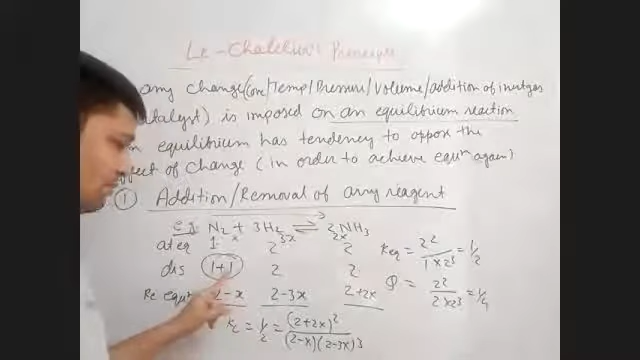 Le-Chatelier's Principle
any change (conc/Temp/Pressure/Volume/addition of inert gas
catalyst) is imposed on an equilibrium reaction
equilibrium has tendency to oppox the
effect of change (in order to achieve equim again)
① Addition/Removal of any reagent
e.g. N₂ + 3H₂ ⇌ 2NH₃
x 3x 2x
at eq 1 2 2 Keq = 2²/1×2³ = 1/2
dis 1+1 2 2 Q = 2²/2×2³ = 1/4
Re equi 2-x 2-3x 2+2x
Kc = 1/2 = (2+2x)²/(2-x)(2-3x)3